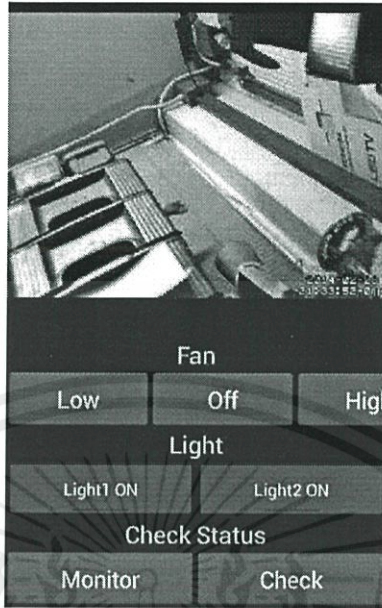 Fan
Low Off High
Light
Light1 ON Light2 ON
Check Status
Monitor Check